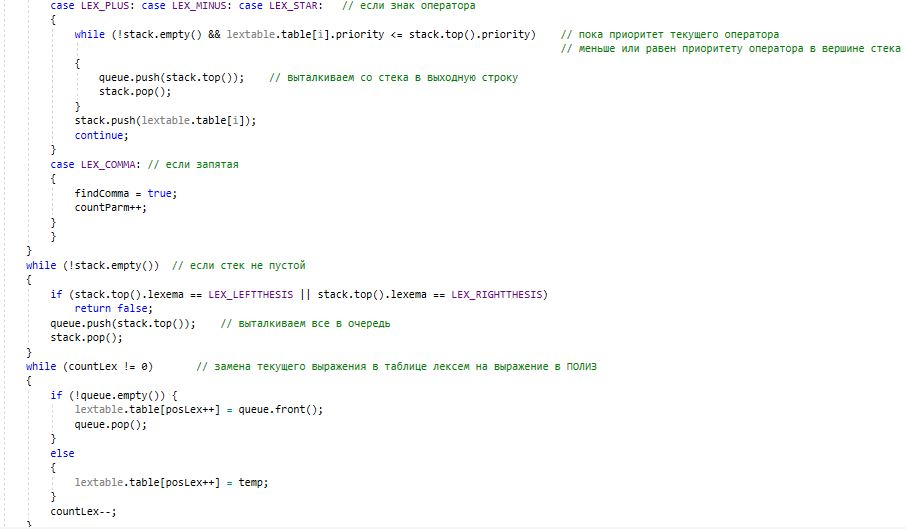 case LEX_PLUS: case LEX_MINUS: case LEX_STAR:   // если знак оператора
{
while (!stack.empty() && lextable.table[i].priority <= stack.top().priority)    // пока приоритет текущего оператора
// меньше или равен приоритету оператора в вершине стека
{
queue.push(stack.top());    // выталкиваем со стека в выходную строку
stack.pop();
}
stack.push(lextable.table[i]);
continue;
}
case LEX_COMMA: // если запятая
{
findComma = true;
countParm++;
}
}
}
while (!stack.empty())  // если стек не пустой
{
if (stack.top().lexema == LEX_LEFTTHESIS || stack.top().lexema == LEX_RIGHTTHESIS)
return false;
queue.push(stack.top());    // выталкиваем все в очередь
stack.pop();
}
while (countLex != 0)       // замена текущего выражения в таблице лексем на выражение в ПОЛИЗ
{
if (!queue.empty()) {
lextable.table[posLex++] = queue.front();
queue.pop();
}
else
{
lextable.table[posLex++] = temp;
}
countLex--;
}